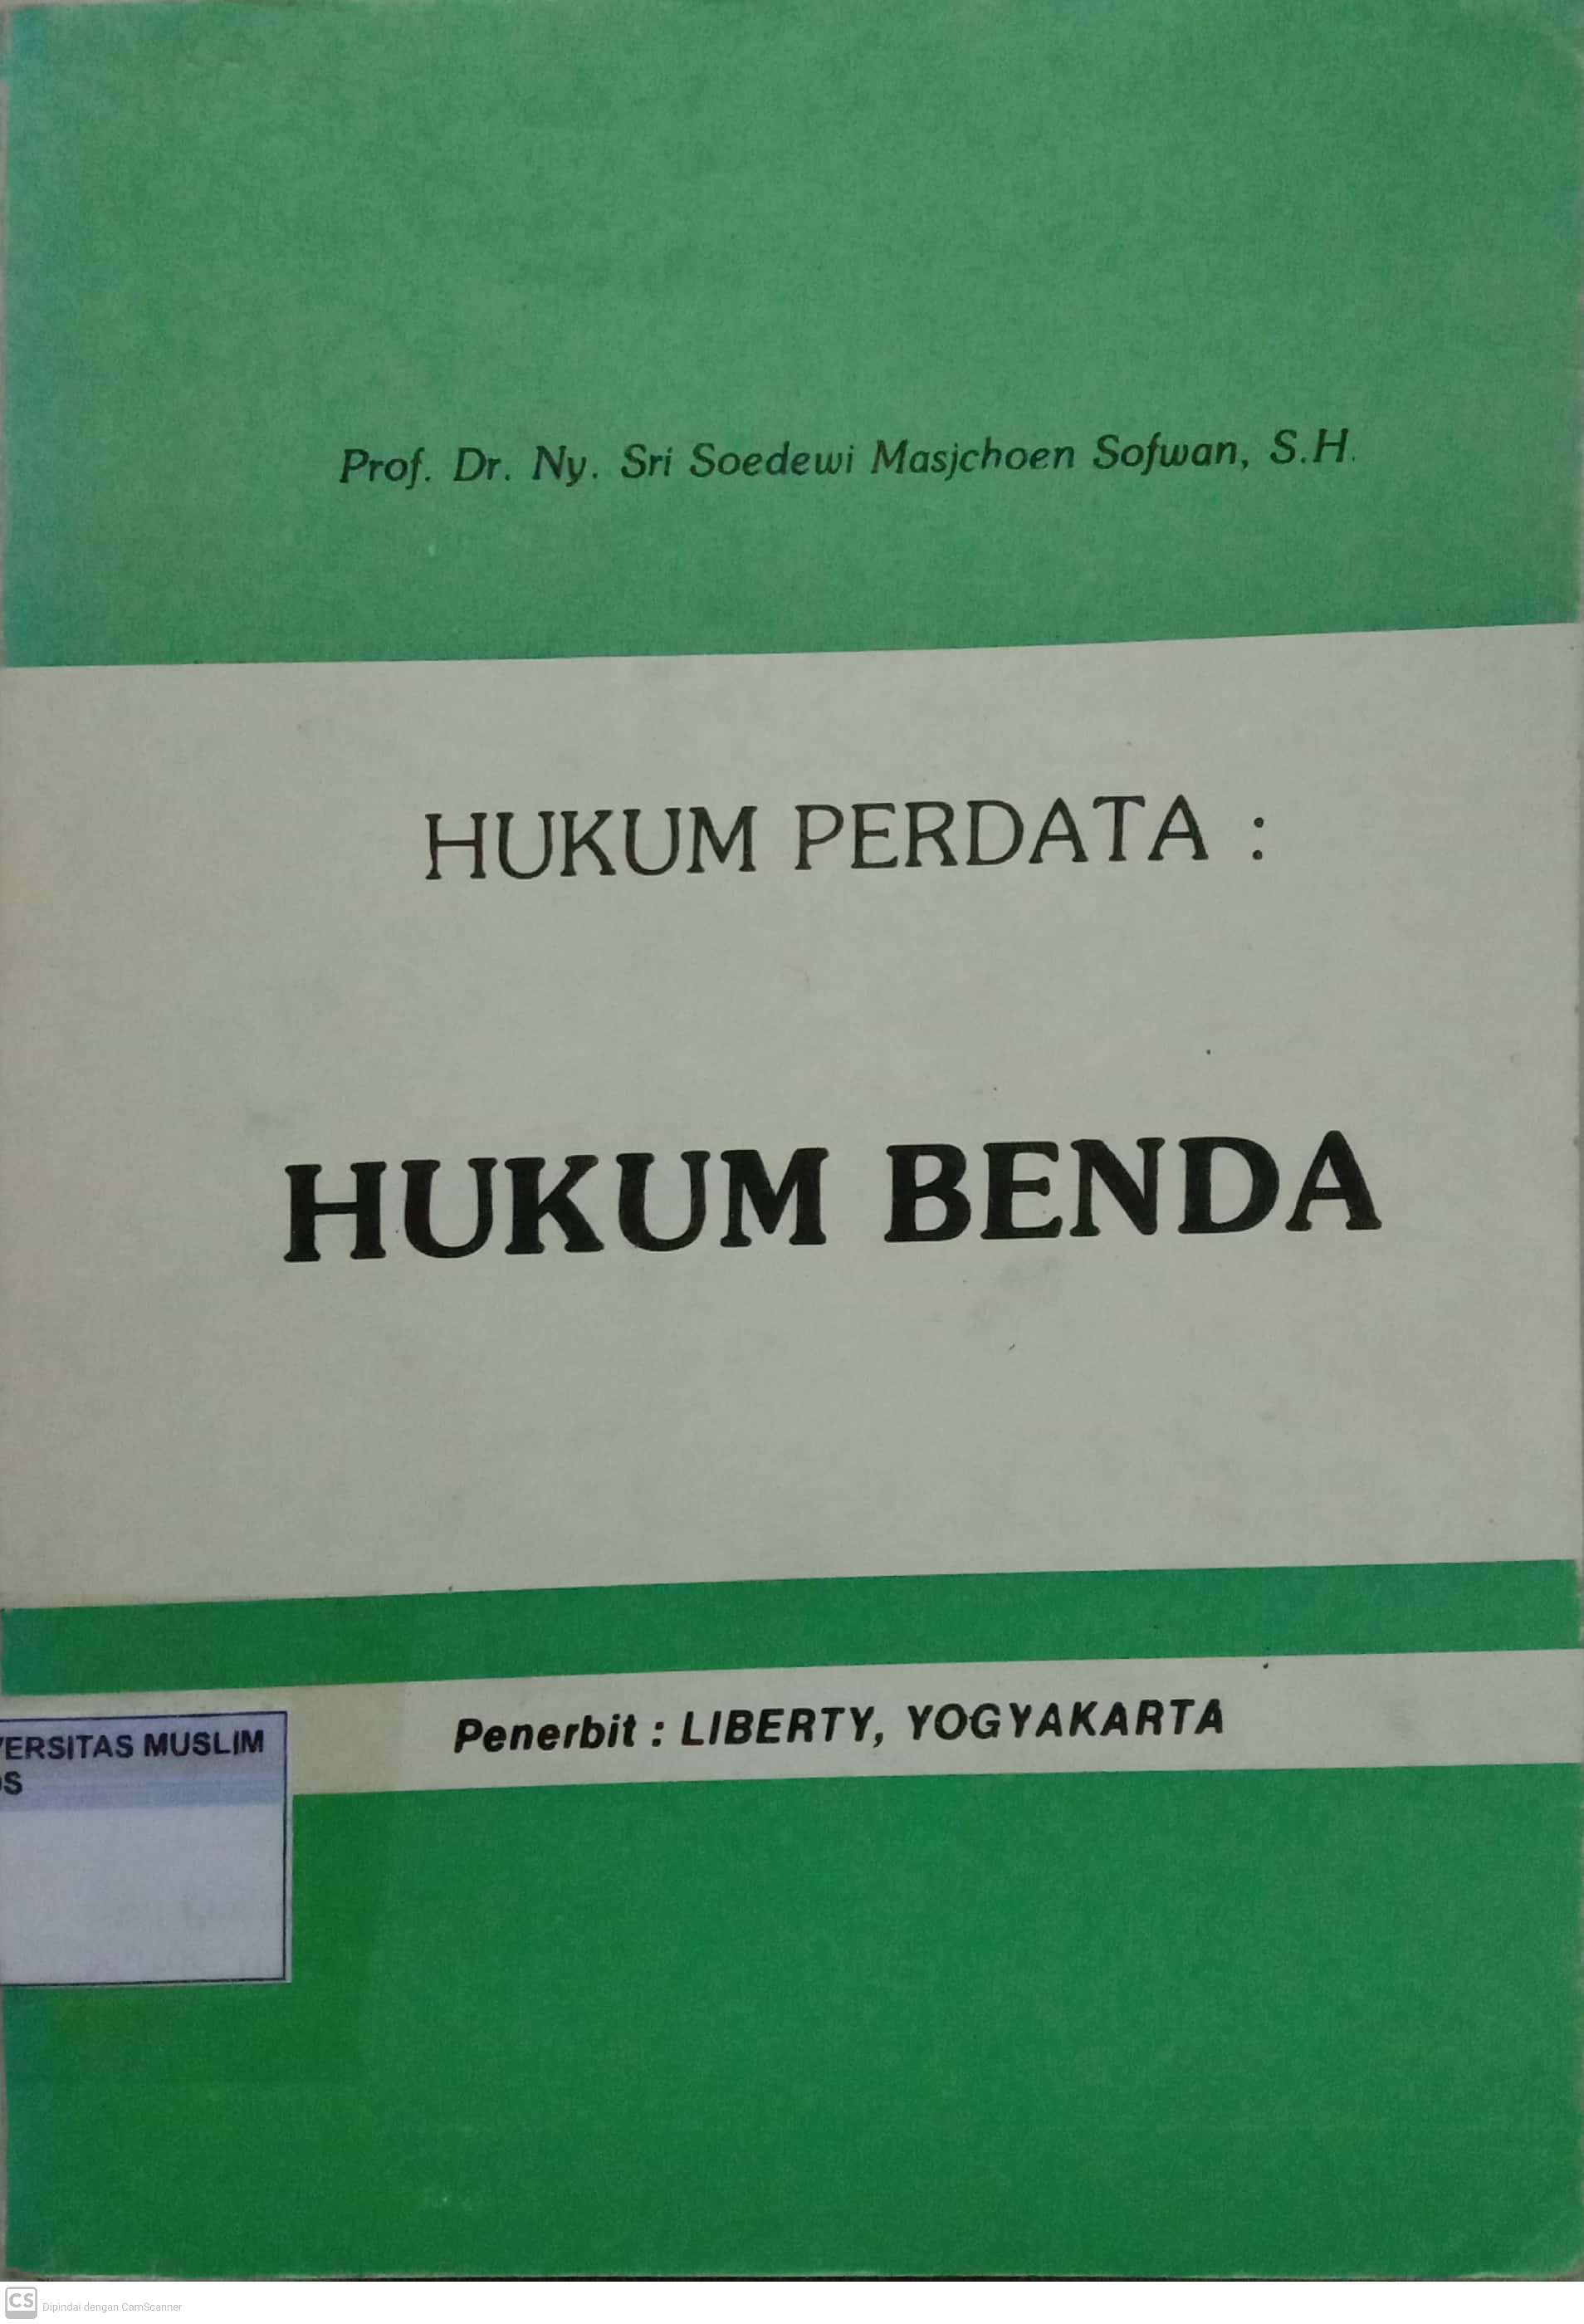 Prof. Dr. Ny. Sri Soedewi Masjchoen Sofwan, S.H.
HUKUM PERDATA :
HUKUM BENDA
Penerbit : LIBERTY, YOGYAKARTA
ERSITAS MUSLIM
S
CS Dipindai dengan CamScanner